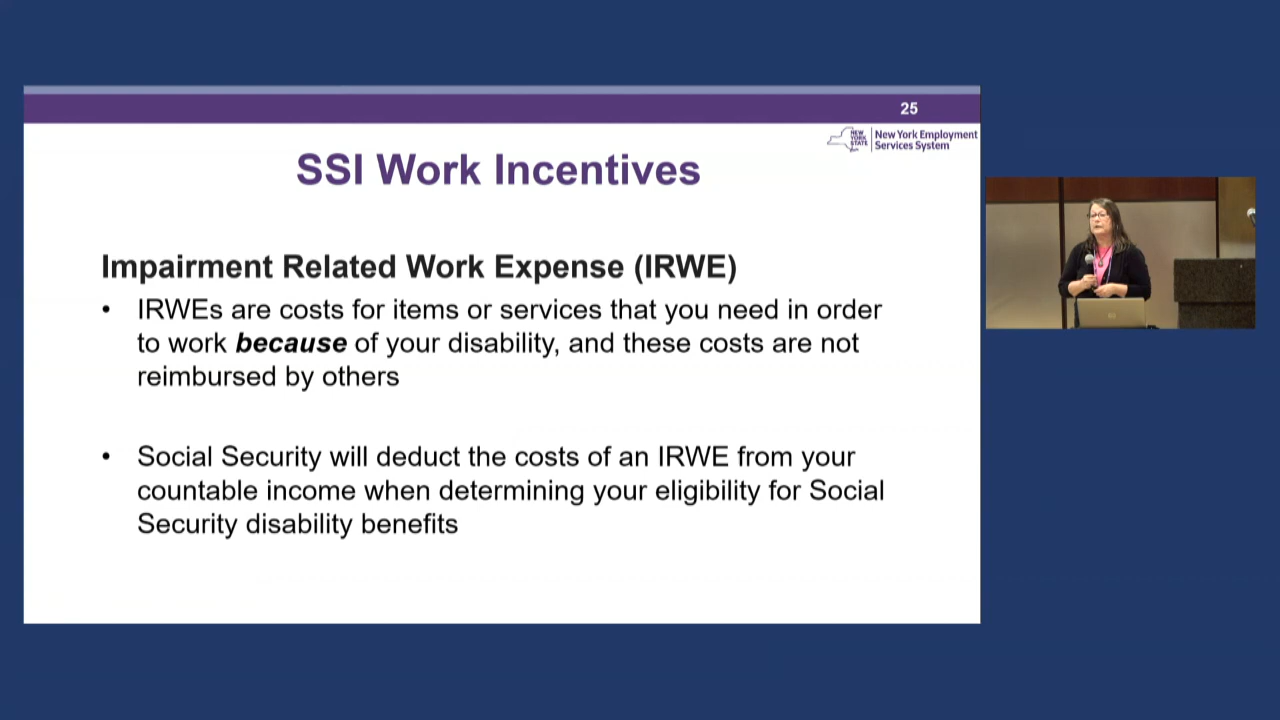 25
NEW
YORK
STATE
New York Employment
Services System
SSI Work Incentives
Impairment Related Work Expense (IRWE)
• IRWEs are costs for items or services that you need in order
to work because of your disability, and these costs are not
reimbursed by others
• Social Security will deduct the costs of an IRWE from your
countable income when determining your eligibility for Social
Security disability benefits